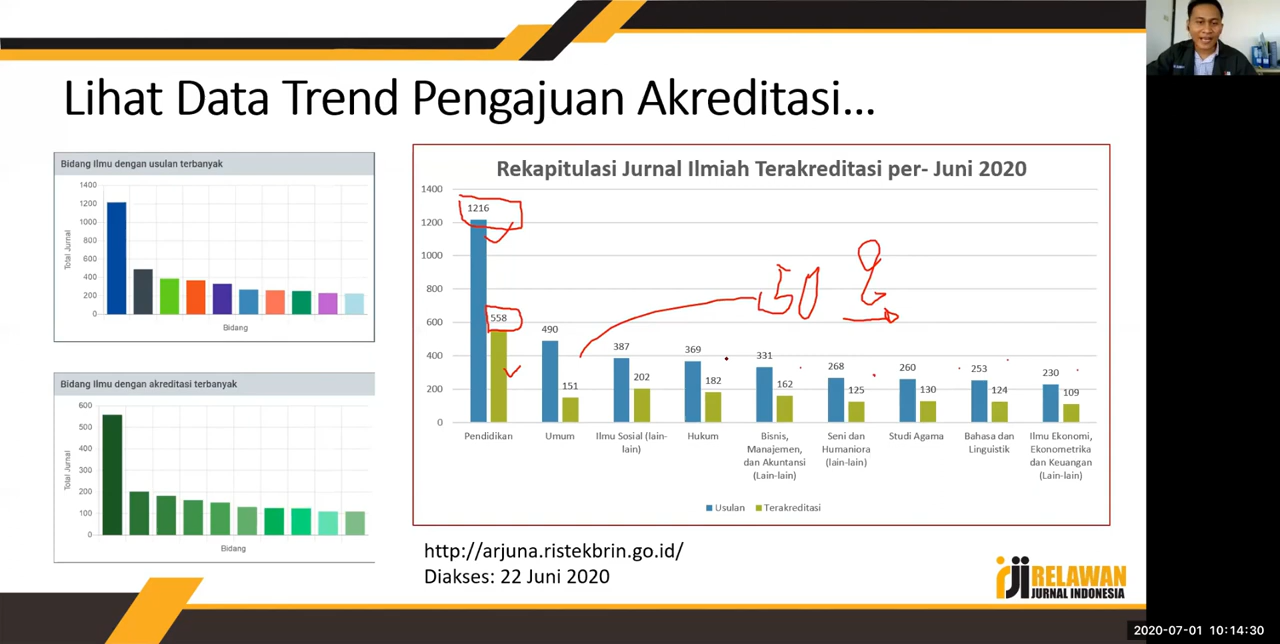 Lihat Data Trend Pengajuan Akreditasi...
Bidang Ilmu dengan usulan terbanyak
1400
1200
1000
800
600
400
200
0
Total Jurnal
Bidang
Bidang Ilmu dengan akreditasi terbanyak
600
500
400
300
200
100
0
Total Jurnal
Bidang
Rekapitulasi Jurnal Ilmiah Terakreditasi per- Juni 2020
1400
1200
1000
800
600
400
200
0
1216
558
490
151
387
202
369
182
331
162
268
125
260
130
253
124
230
109
50
Pendidikan
Umum
Ilmu Sosial (lain-
lain)
Hukum
Bisnis,
Manajemen,
dan Akuntansi
(Lain-lain)
Seni dan
Humaniora
(lain-lain)
Studi Agama
Bahasa dan
Linguistik
Ilmu Ekonomi,
Ekonometrika
dan Keuangan
(Lain-lain)
Usulan Terakreditasi
http://arjuna.ristekbrin.go.id/
Diakses: 22 Juni 2020
rji RELAWAN
JURNAL INDONESIA
2020-07-01 10:14:30